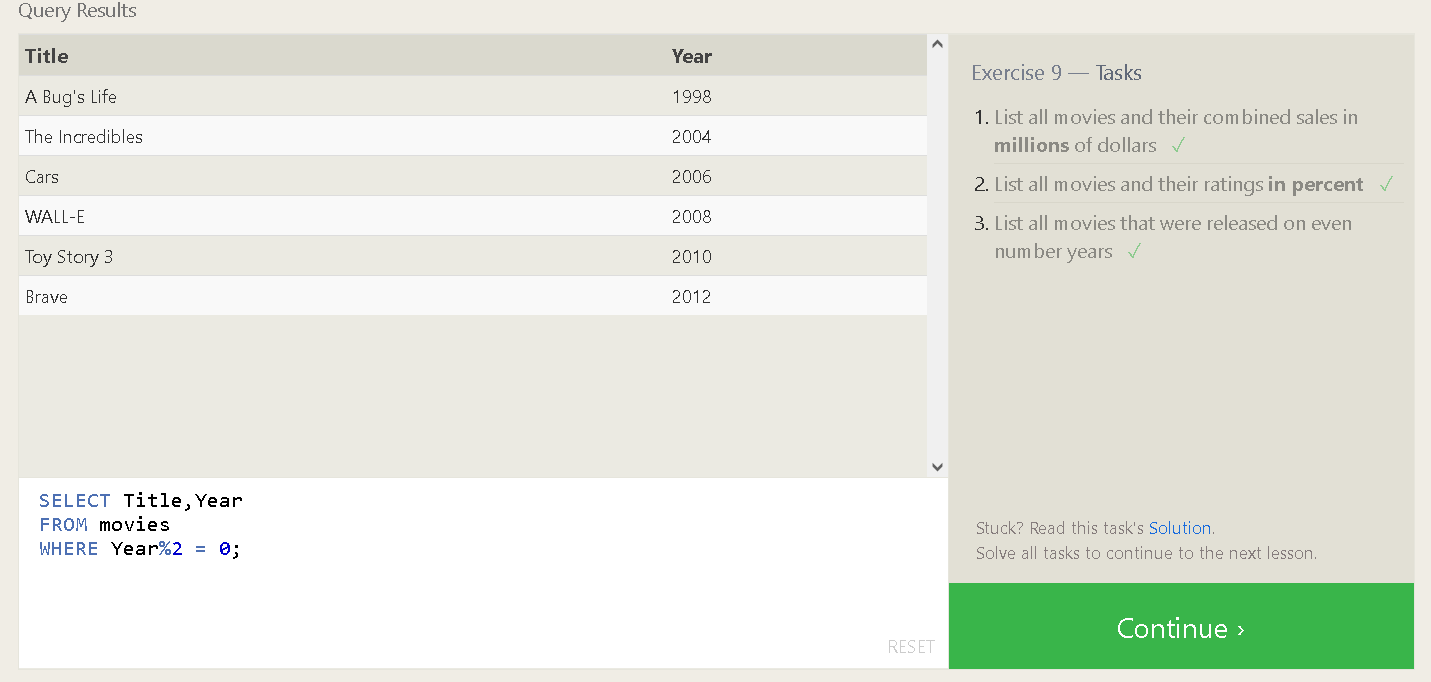 Query Results
Title Year
A Bug's Life 1998
The Incredibles 2004
Cars 2006
WALL-E 2008
Toy Story 3 2010
Brave 2012
SELECT Title,Year
FROM movies
WHERE Year%2 = 0;
RESET
Exercise 9 — Tasks
1. List all movies and their combined sales in
millions of dollars ✓
2. List all movies and their ratings in percent ✓
3. List all movies that were released on even
number years ✓
Stuck? Read this task's Solution.
Solve all tasks to continue to the next lesson.
Continue ›